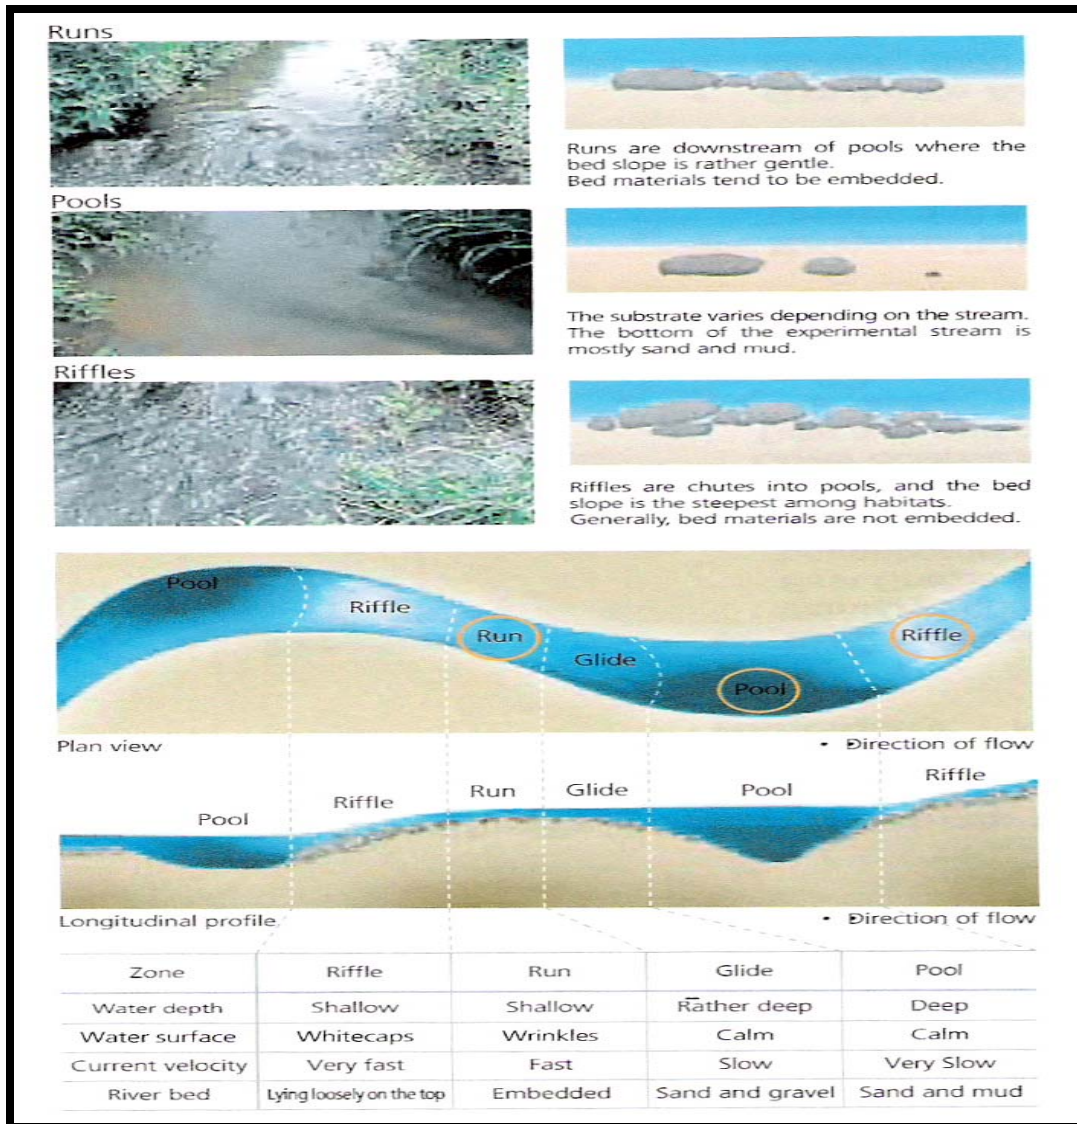 Runs
Runs are downstream of pools where the
bed slope is rather gentle.
Bed materials tend to be embedded.
Pools
The substrate varies depending on the stream.
The bottom of the experimental stream is
mostly sand and mud.
Riffles
Riffles are chutes into pools, and the bed
slope is the steepest among habitats.
Generally, bed materials are not embedded.
Pool
Riffle
Run
Glide
Pool
Riffle
Plan view
• Direction of flow
Pool
Riffle
Run
Glide
Pool
Riffle
Longitudinal profile
• Direction of flow
Zone Riffle Run Glide Pool
Water depth Shallow Shallow Rather deep Deep
Water surface Whitecaps Wrinkles Calm Calm
Current velocity Very fast Fast Slow Very Slow
River bed Lying loosely on the top Embedded Sand and gravel Sand and mud